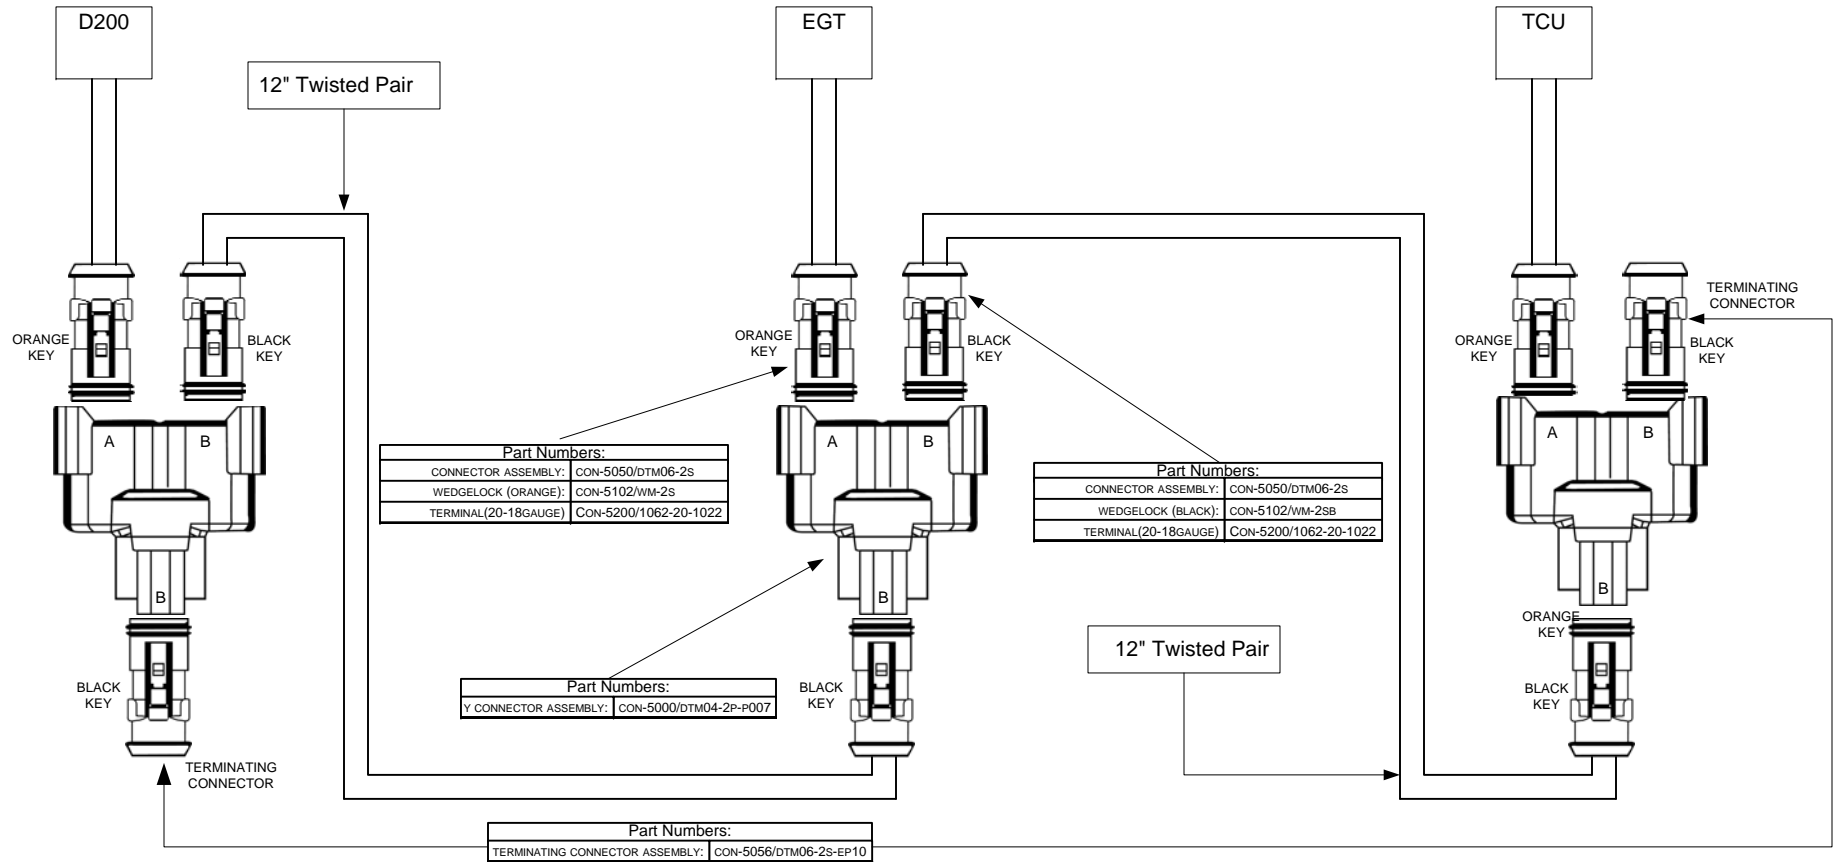 D200
EGT
TCU
12" Twisted Pair
ORANGE
KEY
BLACK
KEY
ORANGE
KEY
BLACK
KEY
ORANGE
KEY
BLACK
KEY
TERMINATING
CONNECTOR
A
B
A
B
A
B
Part Numbers:
CONNECTOR ASSEMBLY: CON-5050/DTM06-2S
WEDGELOCK (ORANGE): CON-5102/WM-2S
TERMINAL(20-18GAUGE) CON-5200/1062-20-1022
Part Numbers:
CONNECTOR ASSEMBLY: CON-5050/DTM06-2S
WEDGELOCK (BLACK): CON-5102/WM-2SB
TERMINAL(20-18GAUGE) CON-5200/1062-20-1022
B
B
B
ORANGE
KEY
12" Twisted Pair
BLACK
KEY
Part Numbers:
Y CONNECTOR ASSEMBLY: CON-5000/DTM04-2P-P007
BLACK
KEY
BLACK
KEY
TERMINATING
CONNECTOR
Part Numbers:
TERMINATING CONNECTOR ASSEMBLY: CON-5056/DTM06-2S-EP10